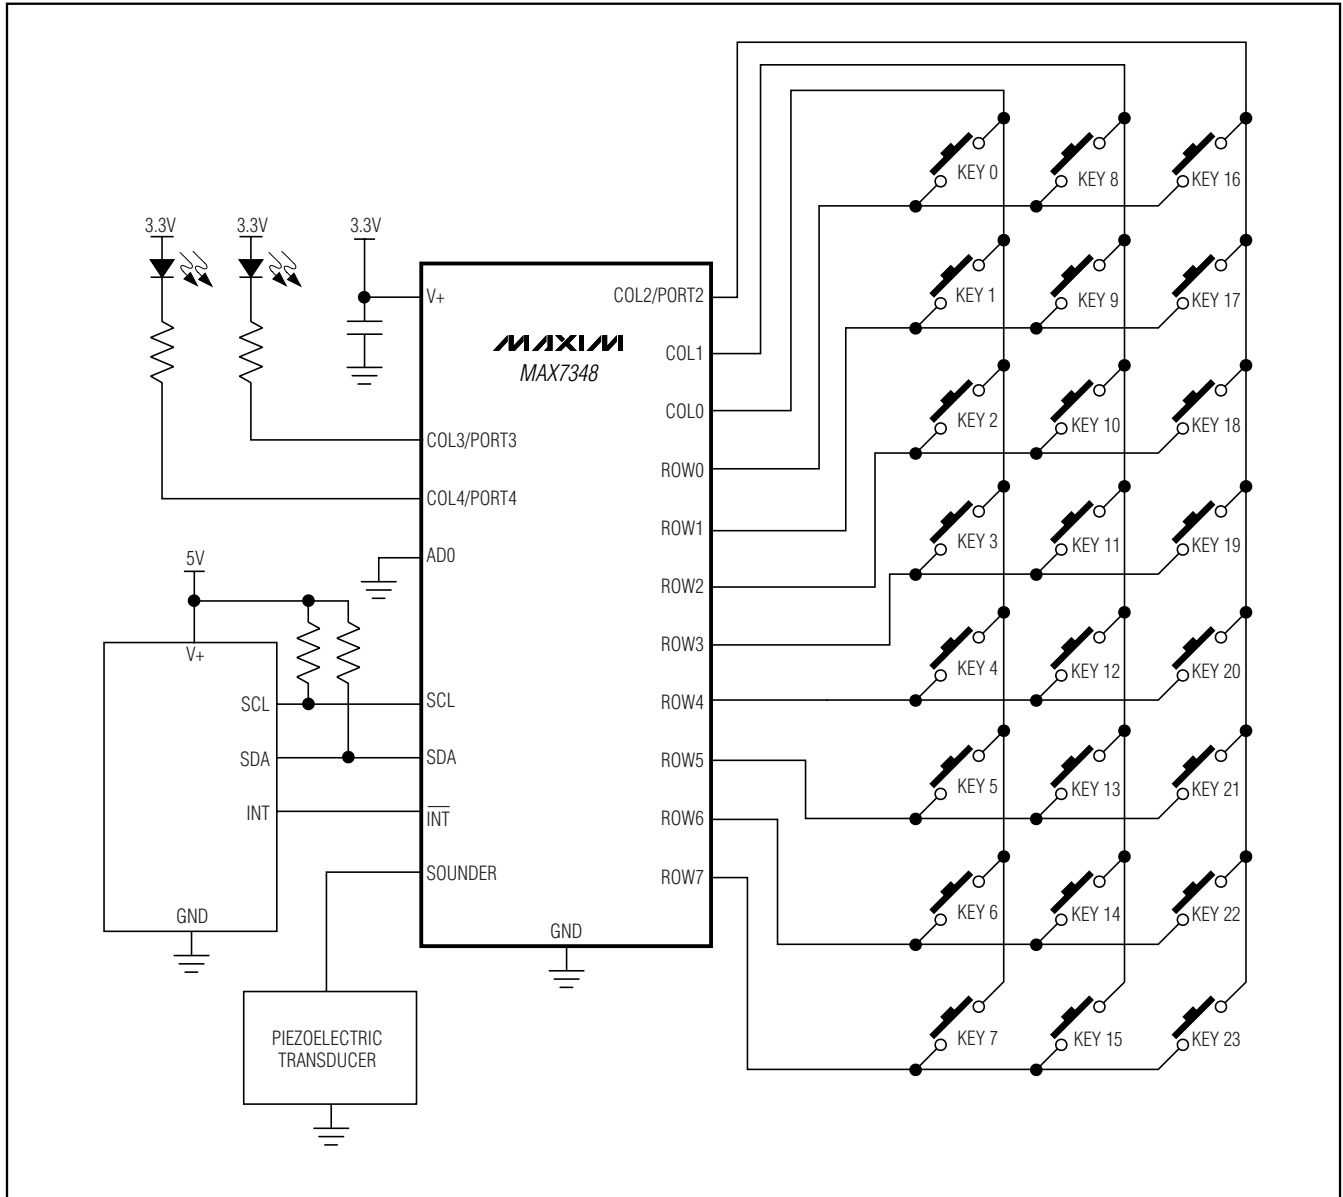 3.3V
3.3V
3.3V
V+
MAXIM
MAX7348
COL3/PORT3
COL4/PORT4
AD0
SCL
SDA
INT
SOUNDER
GND
COL2/PORT2
COL1
COL0
ROW0
ROW1
ROW2
ROW3
ROW4
ROW5
ROW6
ROW7
5V
V+
SCL
SDA
INT
GND
PIEZOELECTRIC
TRANSDUCER
KEY 0
KEY 8
KEY 16
KEY 1
KEY 9
KEY 17
KEY 2
KEY 10
KEY 18
KEY 3
KEY 11
KEY 19
KEY 4
KEY 12
KEY 20
KEY 5
KEY 13
KEY 21
KEY 6
KEY 14
KEY 22
KEY 7
KEY 15
KEY 23